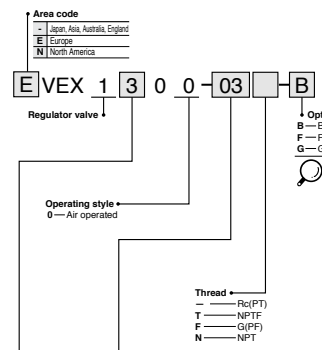 Area code
- Japan, Asia, Australia, England
E Europe
N North America
E VEX 1 3 0 0 - 03 - B
Regulator valve
B —
F —
G —
Operating style
0 — Air operated
Thread
— Rc(PT)
T NPTF
F G(PF)
N NPT